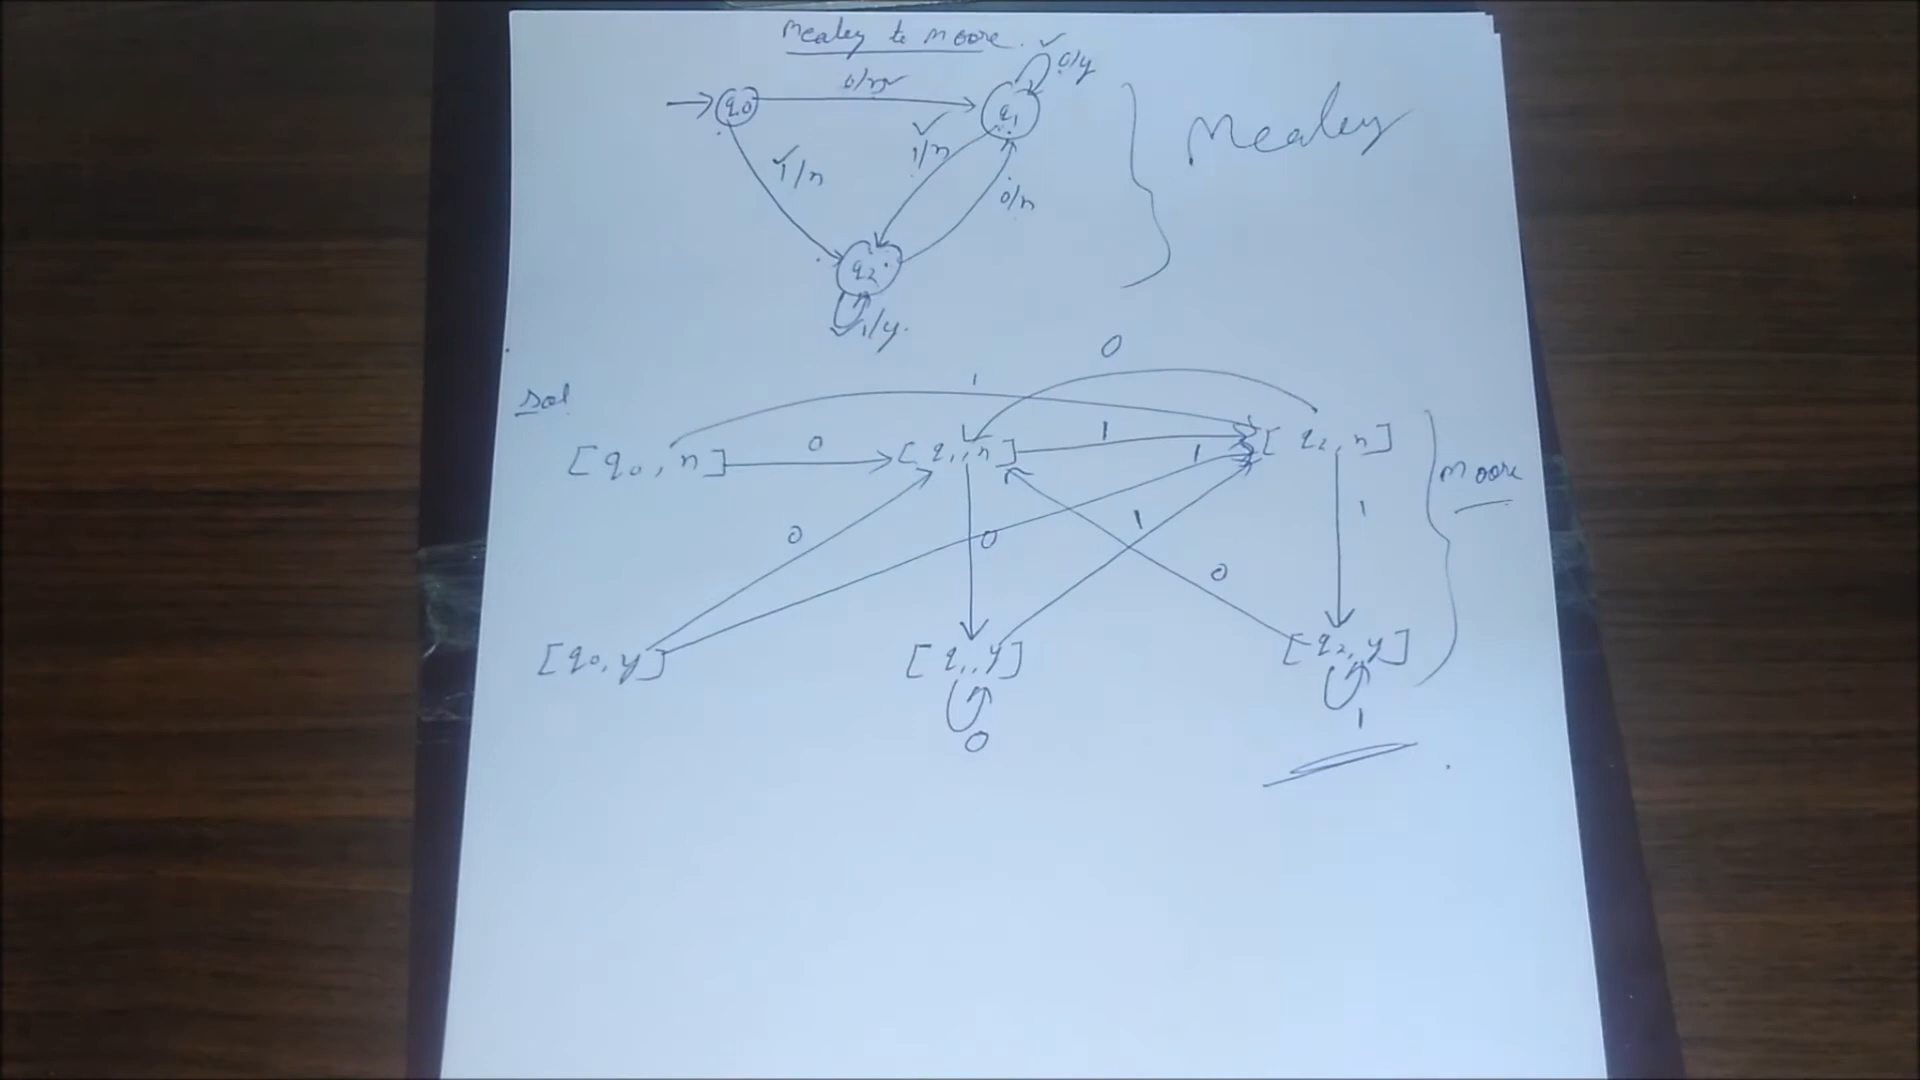 Mealey to Moore.
0/n
0/y
q0
q1
Mealey
1/n
1/n
0/n
q2
1/y.
0
1
Sol
[q0, n]
0
[q1, n]
1
[q2, n]
1
Moore
0
0
1
0
1
[q0, y]
[q1, y]
[q2, y]
0
1